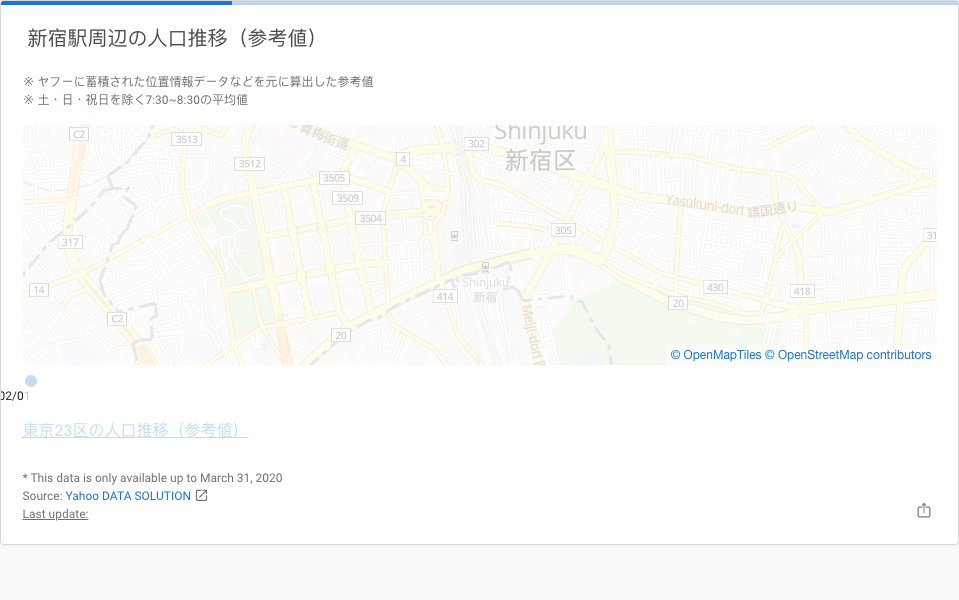 新宿駅周辺の人口推移（参考値）
※ ヤフーに蓄積された位置情報データなどを元に算出した参考値
※ 土・日・祝日を除く7:30~8:30の平均値
Shinjuku
新宿区
C2
3513
青梅街道
302
4
3512
3505
3509
3504
Yasukuni-dori 靖国通り
305
31
317
Shinjuku
新宿
14
414
430
418
20
C2
20
Meiji-dori
© OpenMapTiles © OpenStreetMap contributors
02/01
東京23区の人口推移（参考値）
* This data is only available up to March 31, 2020
Source: Yahoo DATA SOLUTION
Last update: